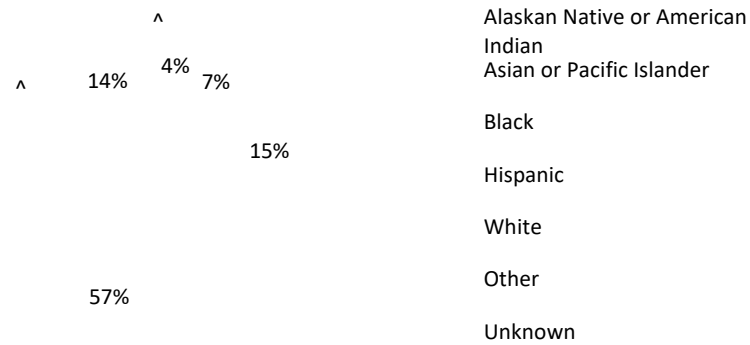 ^
Alaskan Native or American
Indian
4%
Asian or Pacific Islander
^
14%
7%
Black
15%
Hispanic
White
Other
57%
Unknown